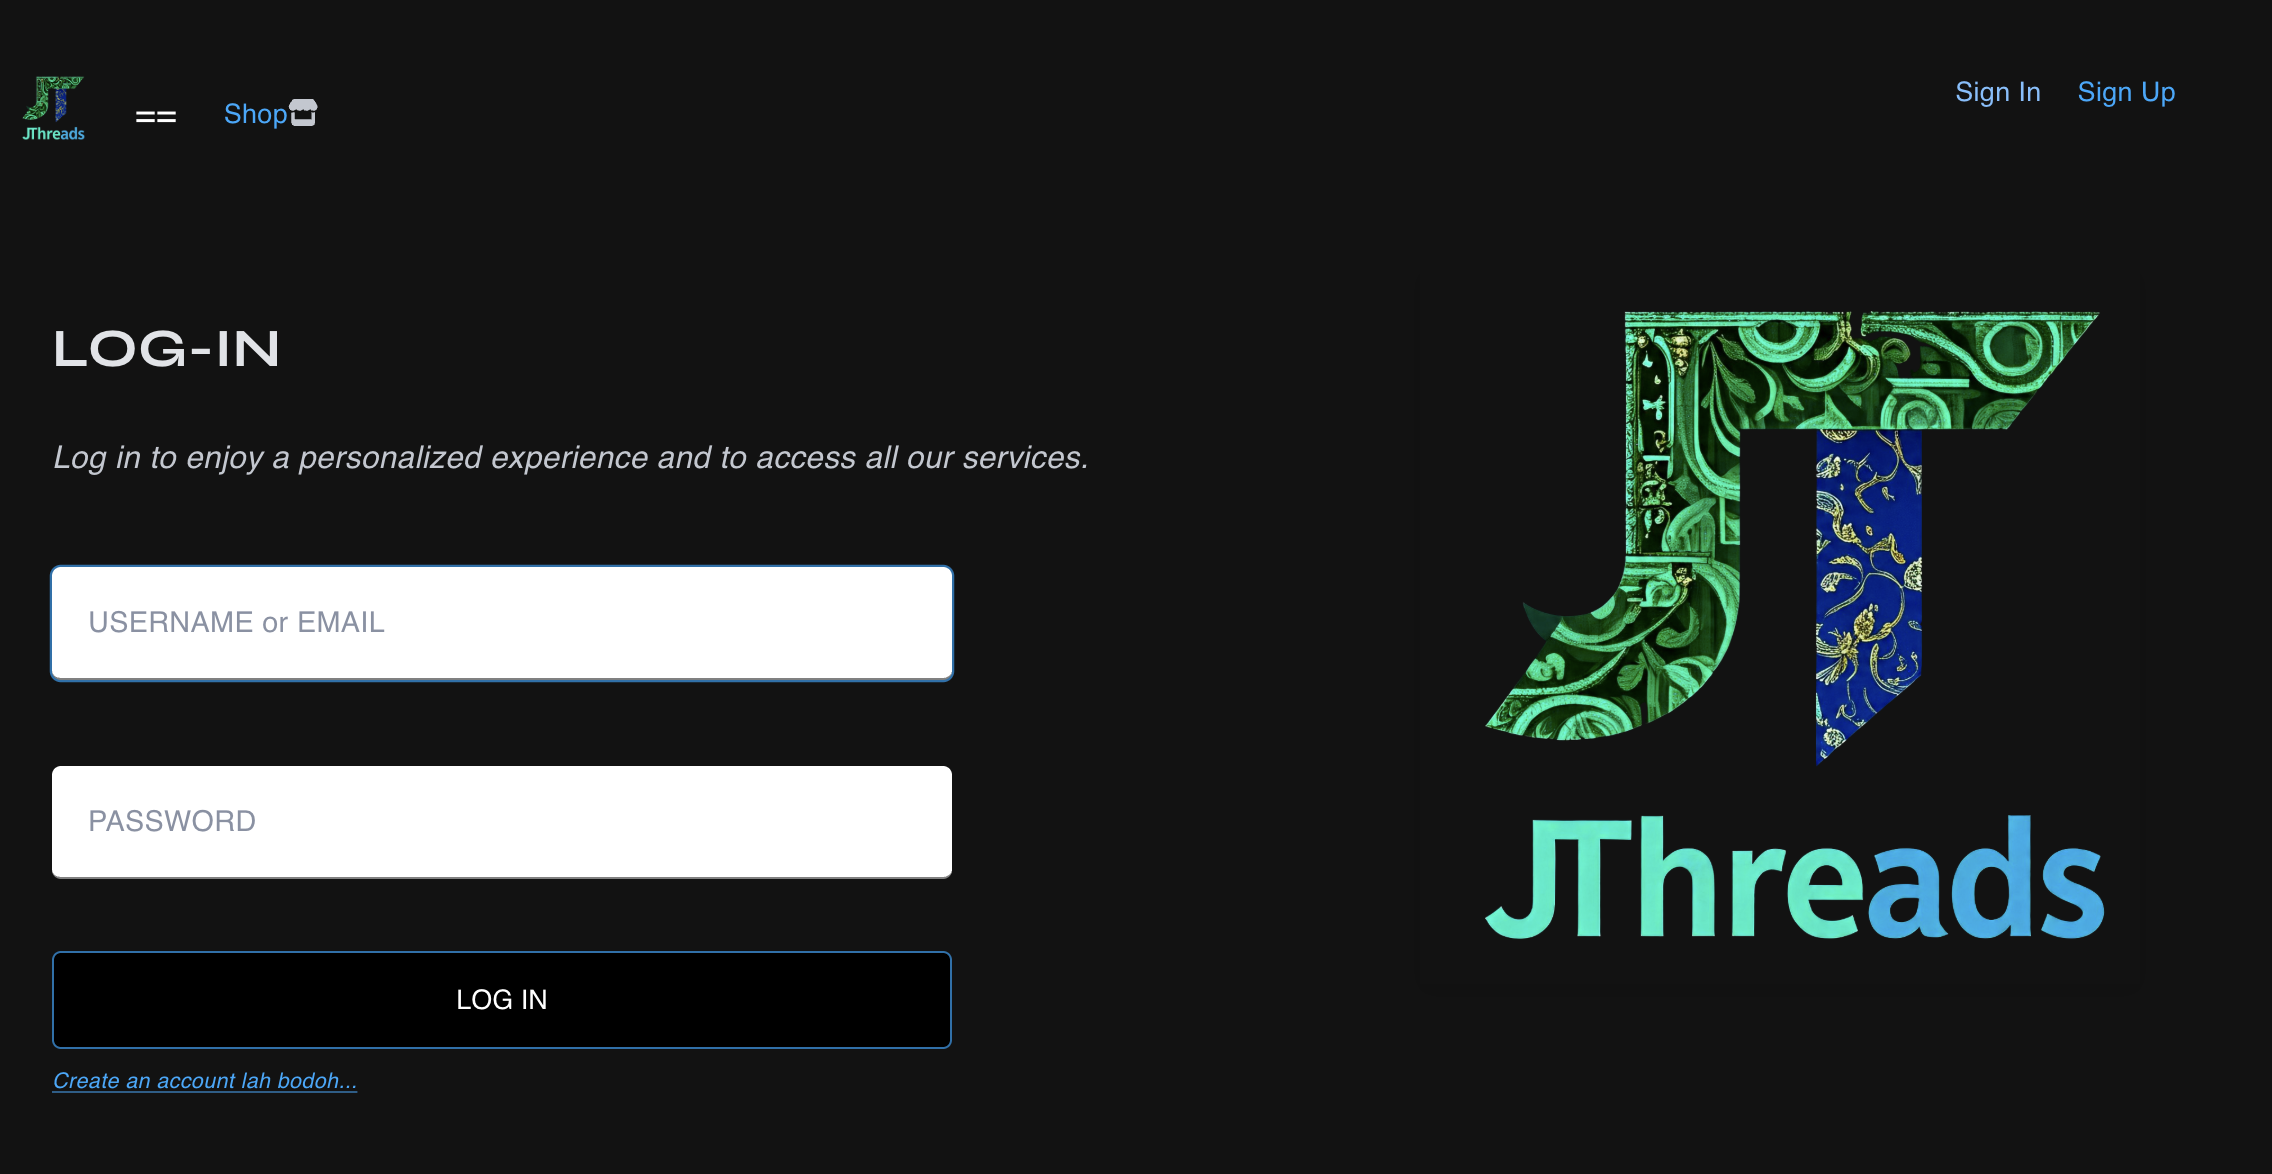 JThreads
==
Shop
Sign In
Sign Up
LOG-IN
Log in to enjoy a personalized experience and to access all our services.
USERNAME or EMAIL
PASSWORD
LOG IN
Create an account lah bodoh...
JT
JThreads